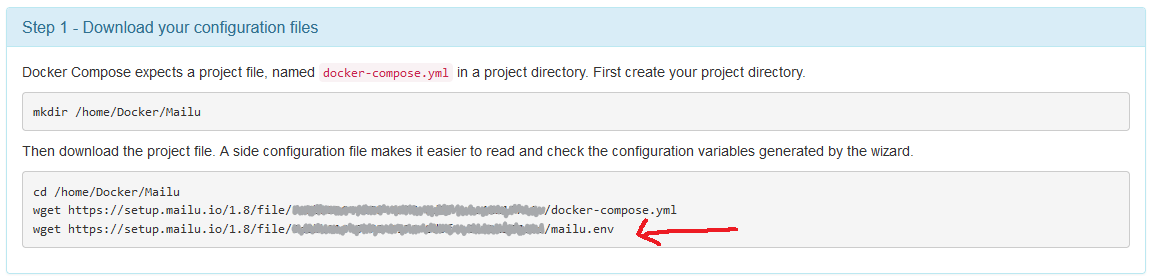 Step 1 - Download your configuration files
Docker Compose expects a project file, named docker-compose.yml in a project directory. First create your project directory.
mkdir /home/Docker/Mailu
Then download the project file. A side configuration file makes it easier to read and check the configuration variables generated by the wizard.
cd /home/Docker/Mailu
wget https://setup.mailu.io/1.8/file/ /docker-compose.yml
wget https://setup.mailu.io/1.8/file/ /mailu.env